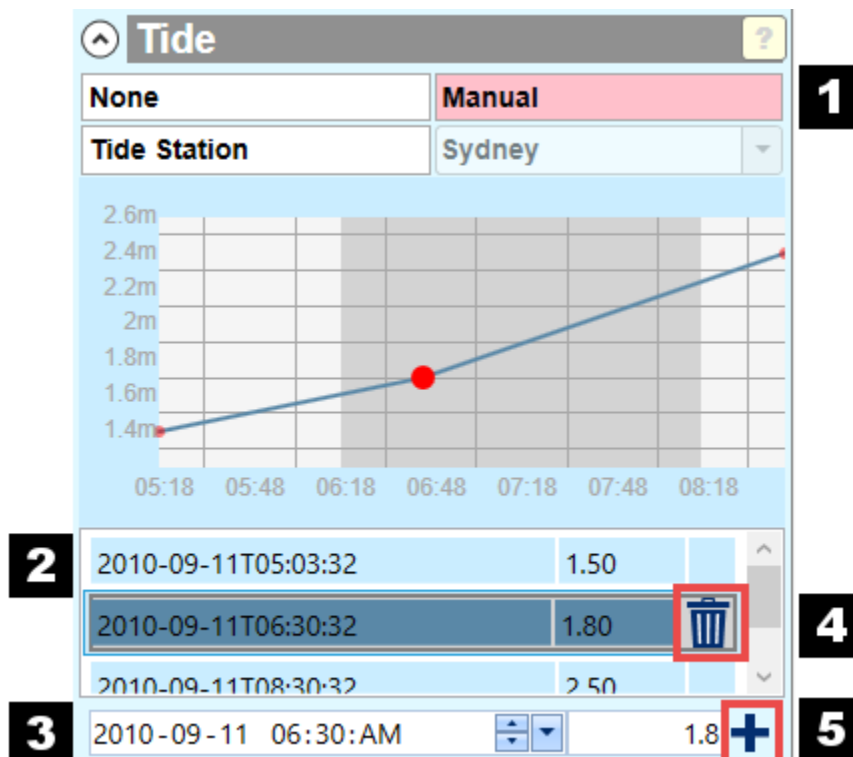 Tide ?
None Manual 1
Tide Station Sydney
2.6m
2.4m
2.2m
2m
1.8m
1.6m
1.4m
05:18 05:48 06:18 06:48 07:18 07:48 08:18
2 2010-09-11T05:03:32 1.50
2010-09-11T06:30:32 1.80 4
2010-09-11T08:30:32 2.50
3 2010-09-11 06:30:AM 1.8 5